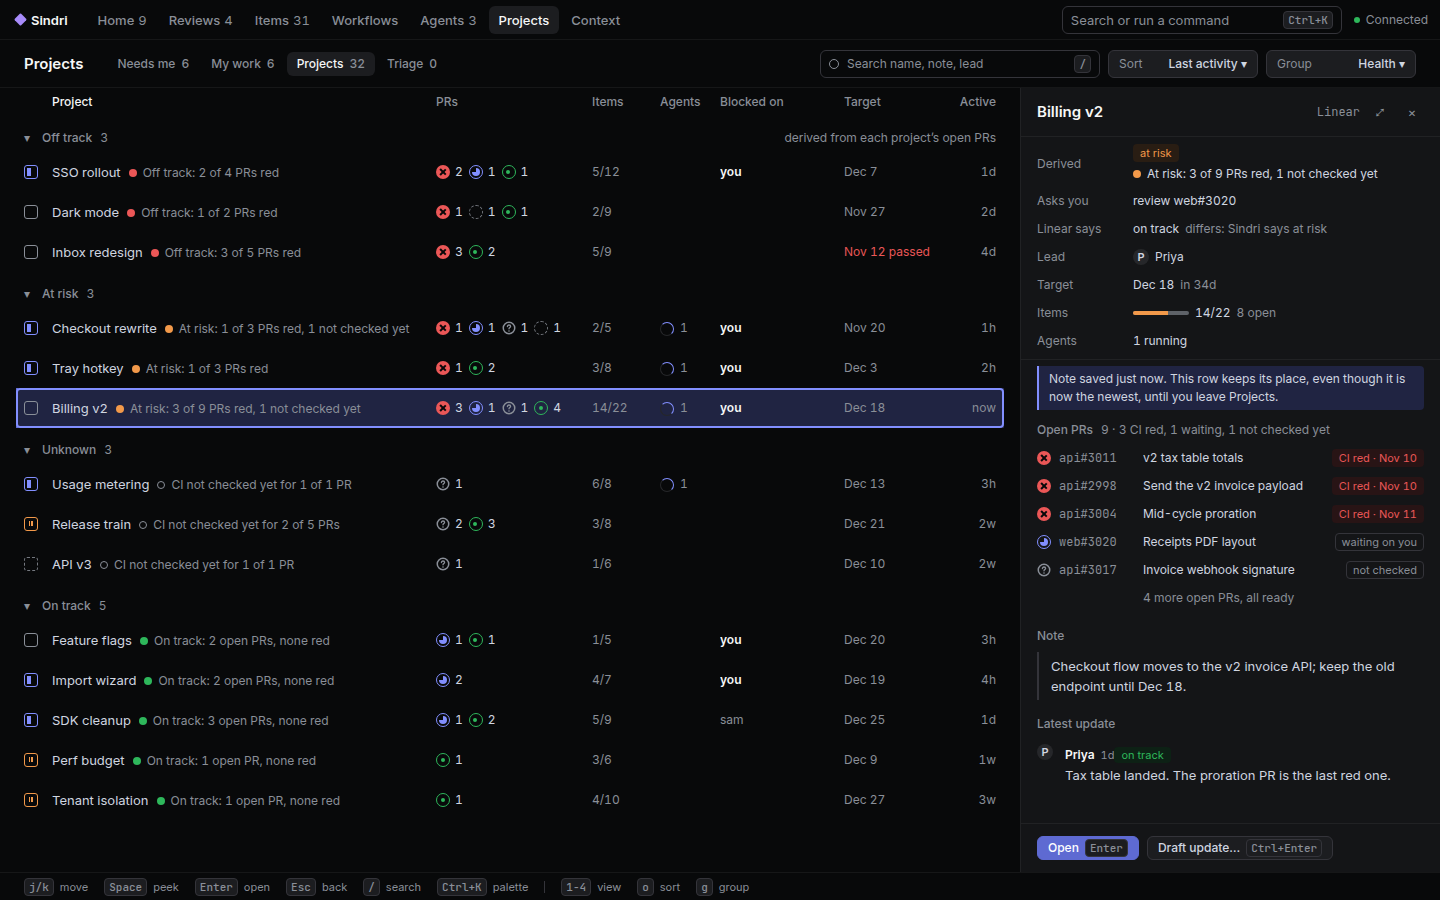 Sindri Home 9 Reviews 4 Items 31 Workflows Agents 3 Projects Context Search or run a command Ctrl+K Connected
Projects Needs me 6 My work 6 Projects 32 Triage 0 Search name, note, lead / Sort Last activity ▾ Group Health ▾
Project PRs Items Agents Blocked on Target Active
▾ Off track 3 derived from each project's open PRs
SSO rollout Off track: 2 of 4 PRs red 2 1 1 5/12 you Dec 7 1d
Dark mode Off track: 1 of 2 PRs red 1 1 1 2/9 Nov 27 2d
Inbox redesign Off track: 3 of 5 PRs red 3 2 5/9 Nov 12 passed 4d
▾ At risk 3
Checkout rewrite At risk: 1 of 3 PRs red, 1 not checked yet 1 1 1 1 2/5 1 you Nov 20 1h
Tray hotkey At risk: 1 of 3 PRs red 1 2 3/8 1 you Dec 3 2h
Billing v2 At risk: 3 of 9 PRs red, 1 not checked yet 3 1 1 4 14/22 1 you Dec 18 now
▾ Unknown 3
Usage metering CI not checked yet for 1 of 1 PR 1 6/8 1 Dec 13 3h
Release train CI not checked yet for 2 of 5 PRs 2 3 3/8 Dec 21 2w
API v3 CI not checked yet for 1 of 1 PR 1 1/6 Dec 10 2w
▾ On track 5
Feature flags On track: 2 open PRs, none red 1 1 1/5 you Dec 20 3h
Import wizard On track: 2 open PRs, none red 2 4/7 you Dec 19 4h
SDK cleanup On track: 3 open PRs, none red 1 2 5/9 sam Dec 25 1d
Perf budget On track: 1 open PR, none red 1 3/6 Dec 9 1w
Tenant isolation On track: 1 open PR, none red 1 4/10 Dec 27 3w
Billing v2 Linear ⤢ ×
Derived at risk
At risk: 3 of 9 PRs red, 1 not checked yet
Asks you review web#3020
Linear says on track differs: Sindri says at risk
Lead P Priya
Target Dec 18 in 34d
Items 14/22 8 open
Agents 1 running
Note saved just now. This row keeps its place, even though it is
now the newest, until you leave Projects.
Open PRs 9 · 3 CI red, 1 waiting, 1 not checked yet
api#3011 v2 tax table totals CI red · Nov 10
api#2998 Send the v2 invoice payload CI red · Nov 10
api#3004 Mid-cycle proration CI red · Nov 11
web#3020 Receipts PDF layout waiting on you
api#3017 Invoice webhook signature not checked
4 more open PRs, all ready
Note
Checkout flow moves to the v2 invoice API; keep the old
endpoint until Dec 18.
Latest update
P Priya 1d on track
Tax table landed. The proration PR is the last red one.
Open Enter Draft update... Ctrl+Enter
j/k move Space peek Enter open Esc back / search Ctrl+K palette 1-4 view o sort g group